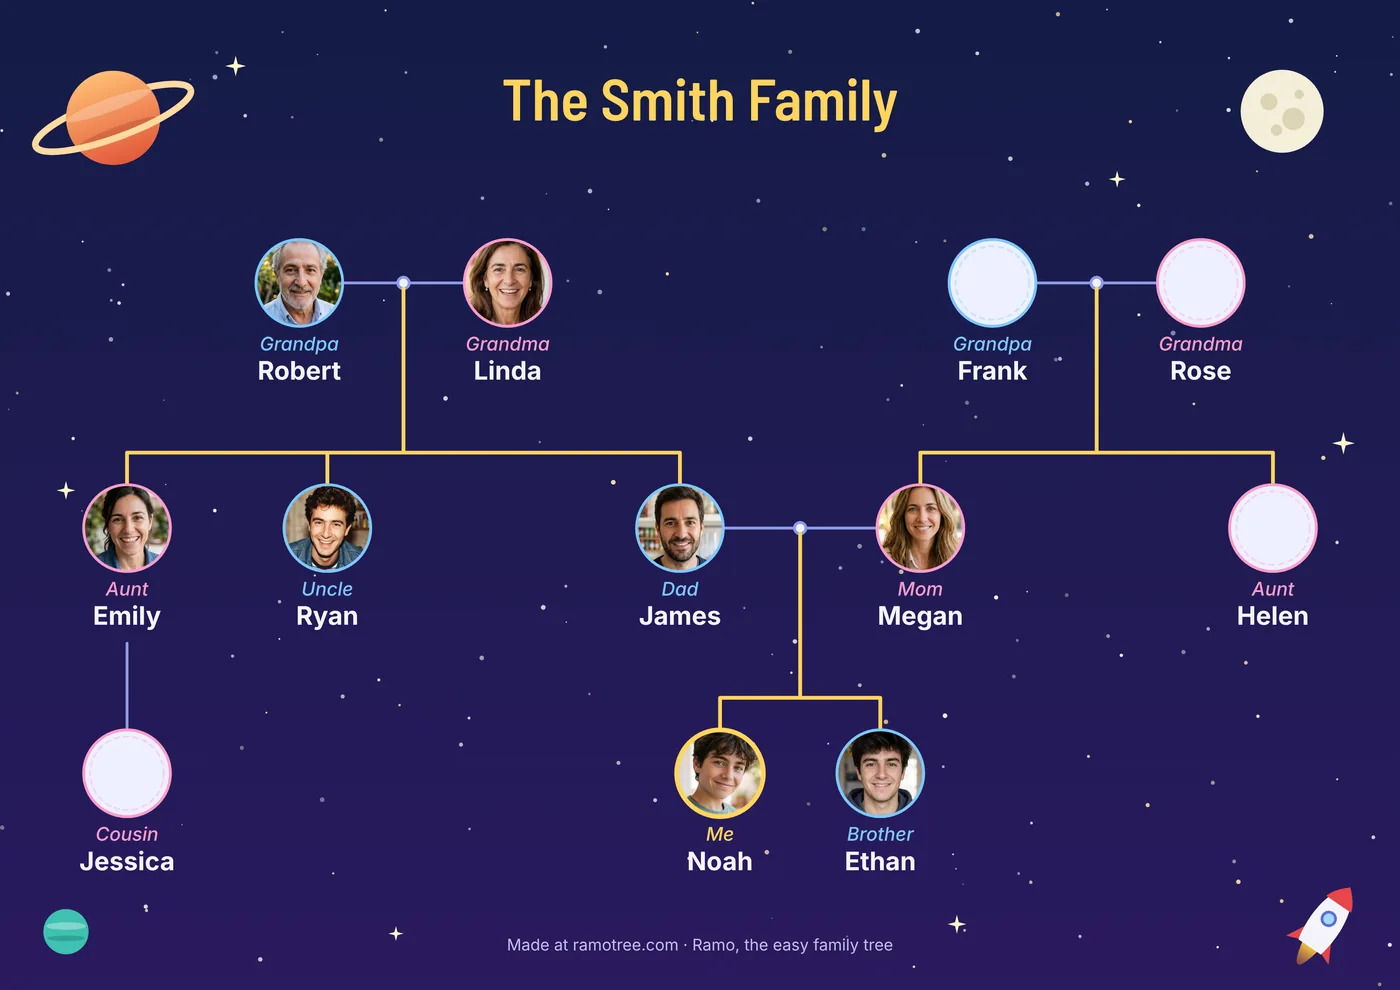 The Smith Family
Grandpa
Robert
Grandma
Linda
Grandpa
Frank
Grandma
Rose
Aunt
Emily
Uncle
Ryan
Dad
James
Mom
Megan
Aunt
Helen
Cousin
Jessica
Me
Noah
Brother
Ethan
Made at ramotree.com · Ramo, the easy family tree